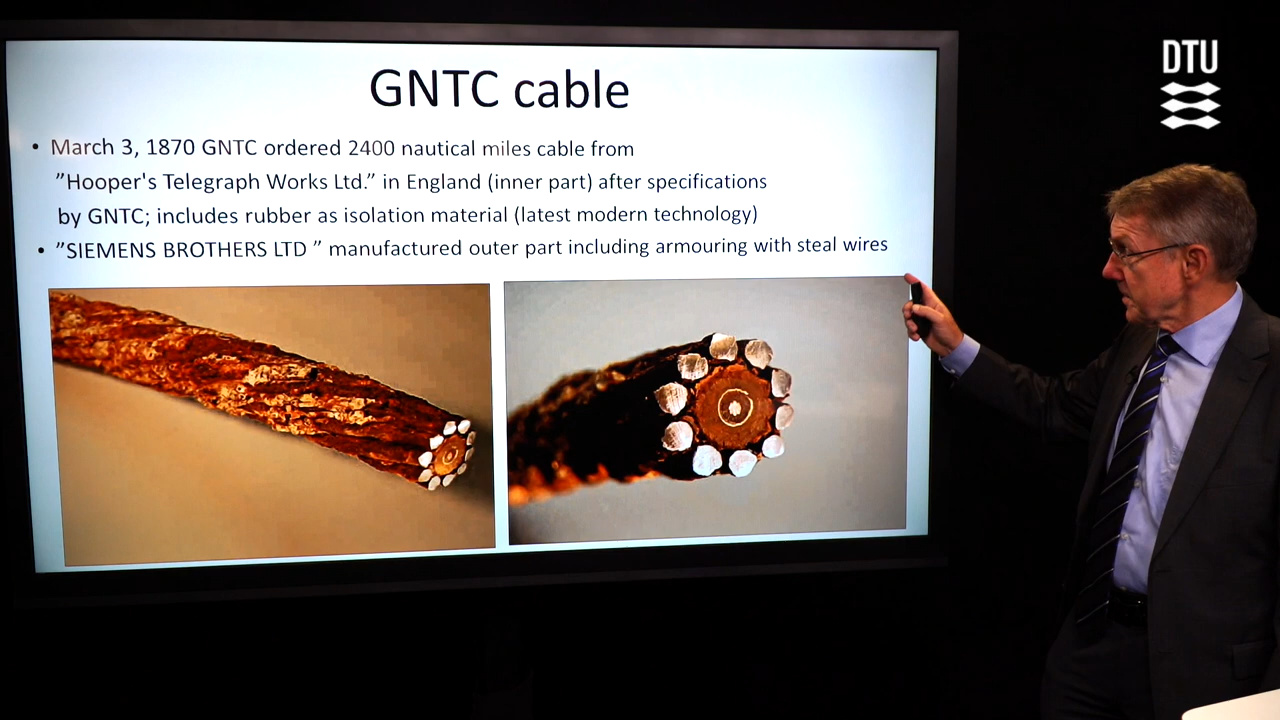 GNTC cable
DTU
• March 3, 1870 GNTC ordered 2400 nautical miles cable from
”Hooper's Telegraph Works Ltd.” in England (inner part) after specifications
by GNTC; includes rubber as isolation material (latest modern technology)
• ”SIEMENS BROTHERS LTD ” manufactured outer part including armouring with steal wires